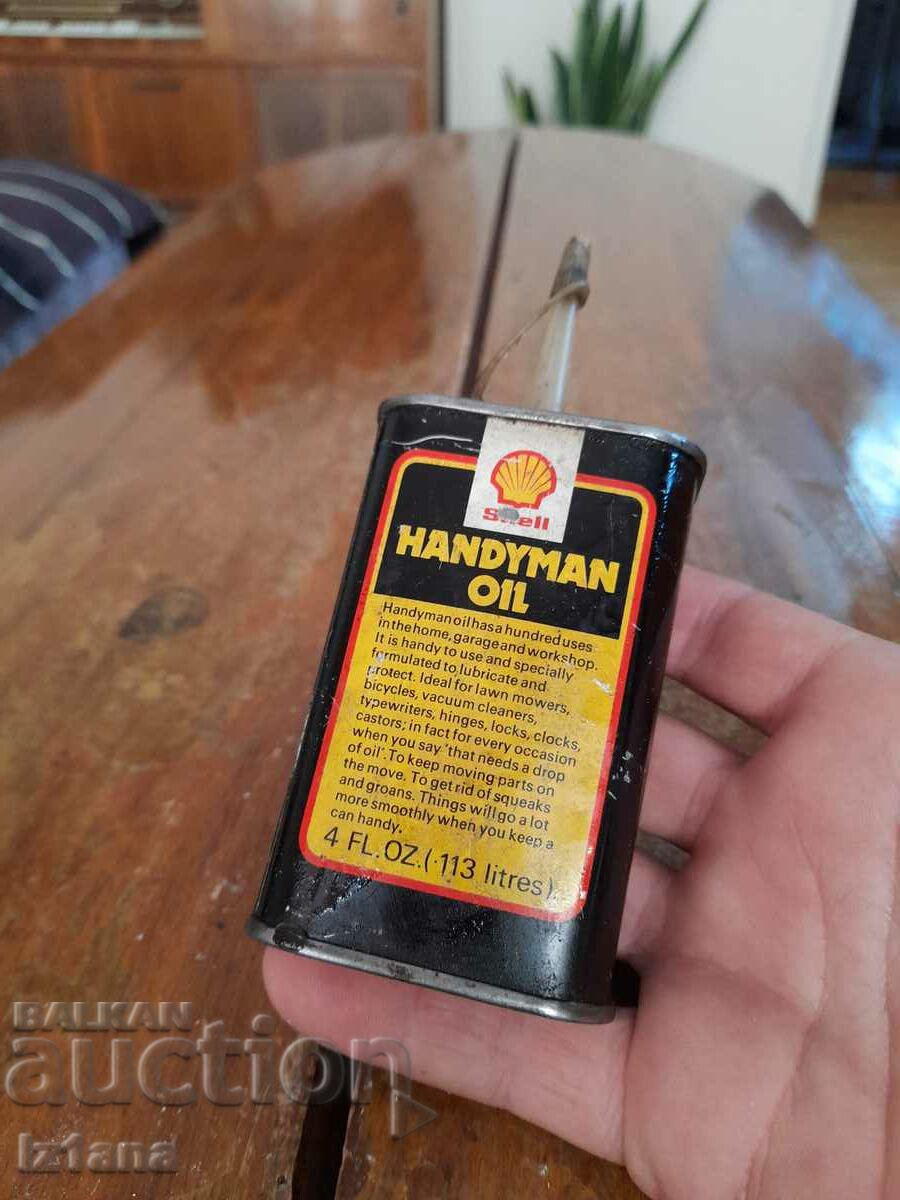 Shell
HANDYMAN
OIL
Handyman oil has a hundred uses
in the home, garage and workshop.
It is handy to use and specially
formulated to lubricate and
protect. Ideal for lawn mowers,
bicycles, vacuum cleaners,
typewriters, hinges, locks, clocks,
castors; in fact for every occasion
when you say 'that needs a drop
of oil'. To keep moving parts on
the move. To get rid of squeaks
and groans. Things will go a lot
more smoothly when you keep a
can handy.
4 FL.OZ.(·113 litres)
BALKAN
auction
Iz1ana